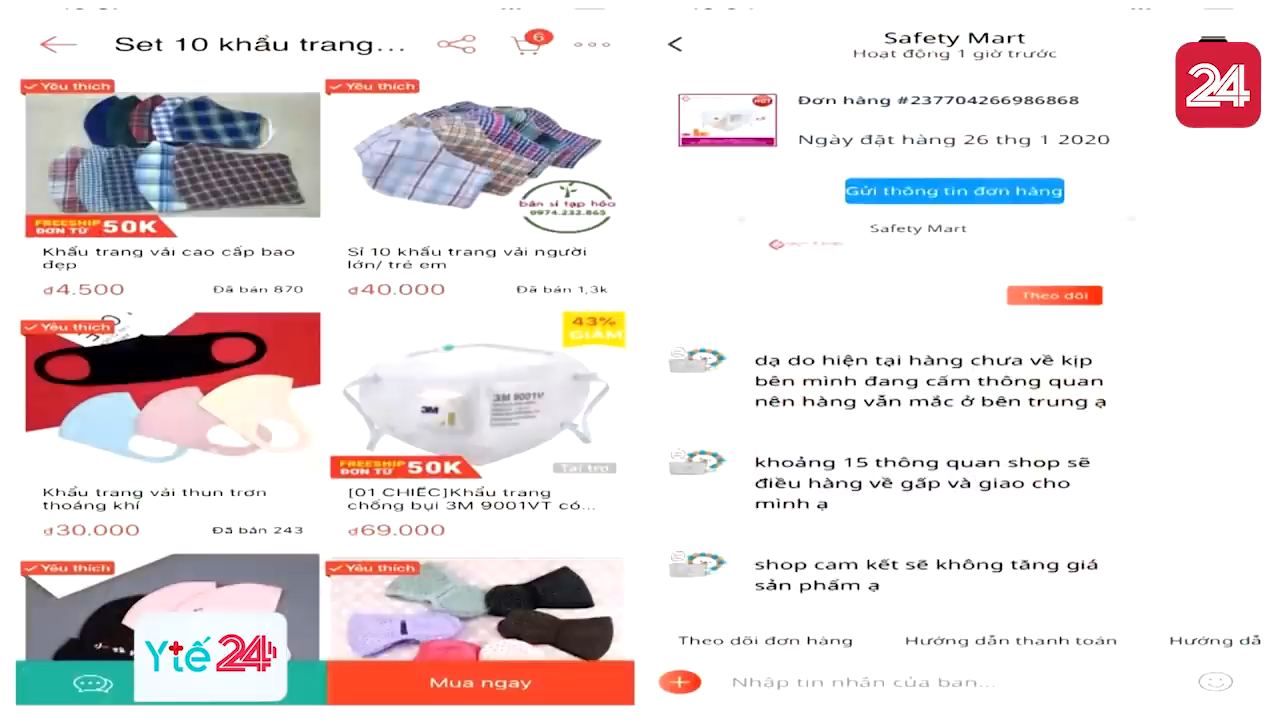 Set 10 khẩu trang...
6
Yêu thích
Yêu thích
bán sỉ tạp hóa
0974.232.865
FREESHIP
ĐƠN TỪ 50K
Khẩu trang vải cao cấp bao
đẹp
đ4.500
Đã bán 870
Sỉ 10 khẩu trang vải người
lớn/ trẻ em
đ40.000
Đã bán 1,3k
Yêu thích
43%
GIẢM
3M
3M 9001V
FREESHIP
ĐƠN TỪ 50K
Tài trợ
Khẩu trang vải thun trơn
thoáng khí
đ30.000
Đã bán 243
[01 CHIẾC]Khẩu trang
chống bụi 3M 9001VT có...
đ69.000
Yêu thích
Yêu thích
Ytế 24h
Mua ngay
Safety Mart
Hoạt động 1 giờ trước
24
HOT
Đơn hàng #237704266986868
Ngày đặt hàng 26 thg 1 2020
Gửi thông tin đơn hàng
Safety Mart
Theo dõi
dạ do hiện tại hàng chưa về kịp
bên mình đang cấm thông quan
nên hàng vẫn mắc ở bên trung ạ
khoảng 15 thông quan shop sẽ
điều hàng về gấp và giao cho
mình ạ
shop cam kết sẽ không tăng giá
sản phẩm ạ
Theo dõi đơn hàng
Hướng dẫn thanh toán
Hướng dẫ
Nhập tin nhắn của bạn...